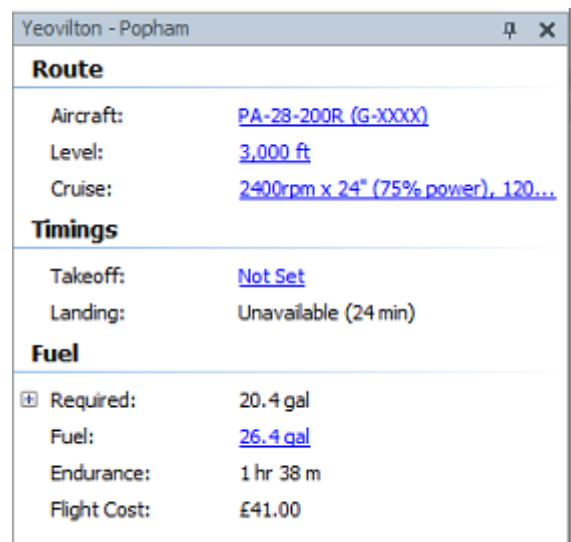 Yeovilton - Popham
Route
Aircraft: PA-28-200R (G-XXXX)
Level: 3,000 ft
Cruise: 2400rpm x 24" (75% power), 120...
Timings
Takeoff: Not Set
Landing: Unavailable (24 min)
Fuel
Required: 20.4 gal
Fuel: 26.4 gal
Endurance: 1 hr 38 m
Flight Cost: £41.00